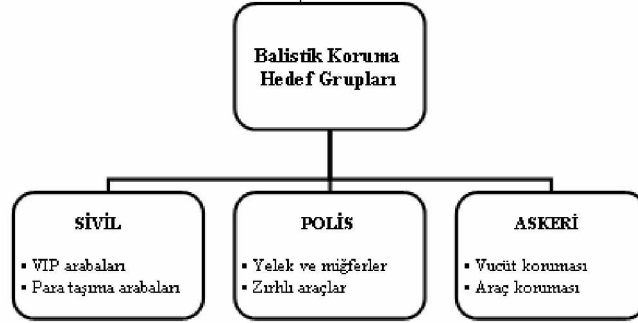 Balistik Koruma
Hedef Grupları
SİVİL
▪ VIP arabaları
▪ Para taşıma arabaları
POLİS
▪ Yelek ve miğferler
▪ Zırhlı araçlar
ASKERİ
▪ Vucüt koruması
▪ Araç koruması